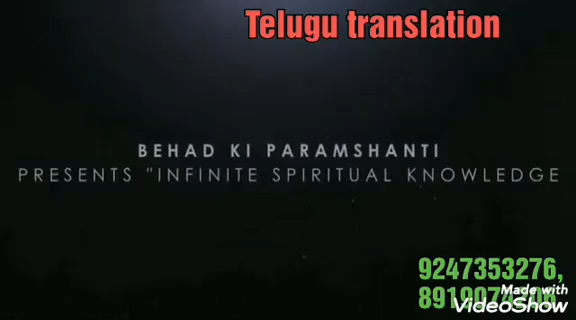 Telugu translation
BEHAD KI PARAMSHANTI
PRESENTS "INFINITE SPIRITUAL KNOWLEDGE
9247353276,
Made with
VideoShow